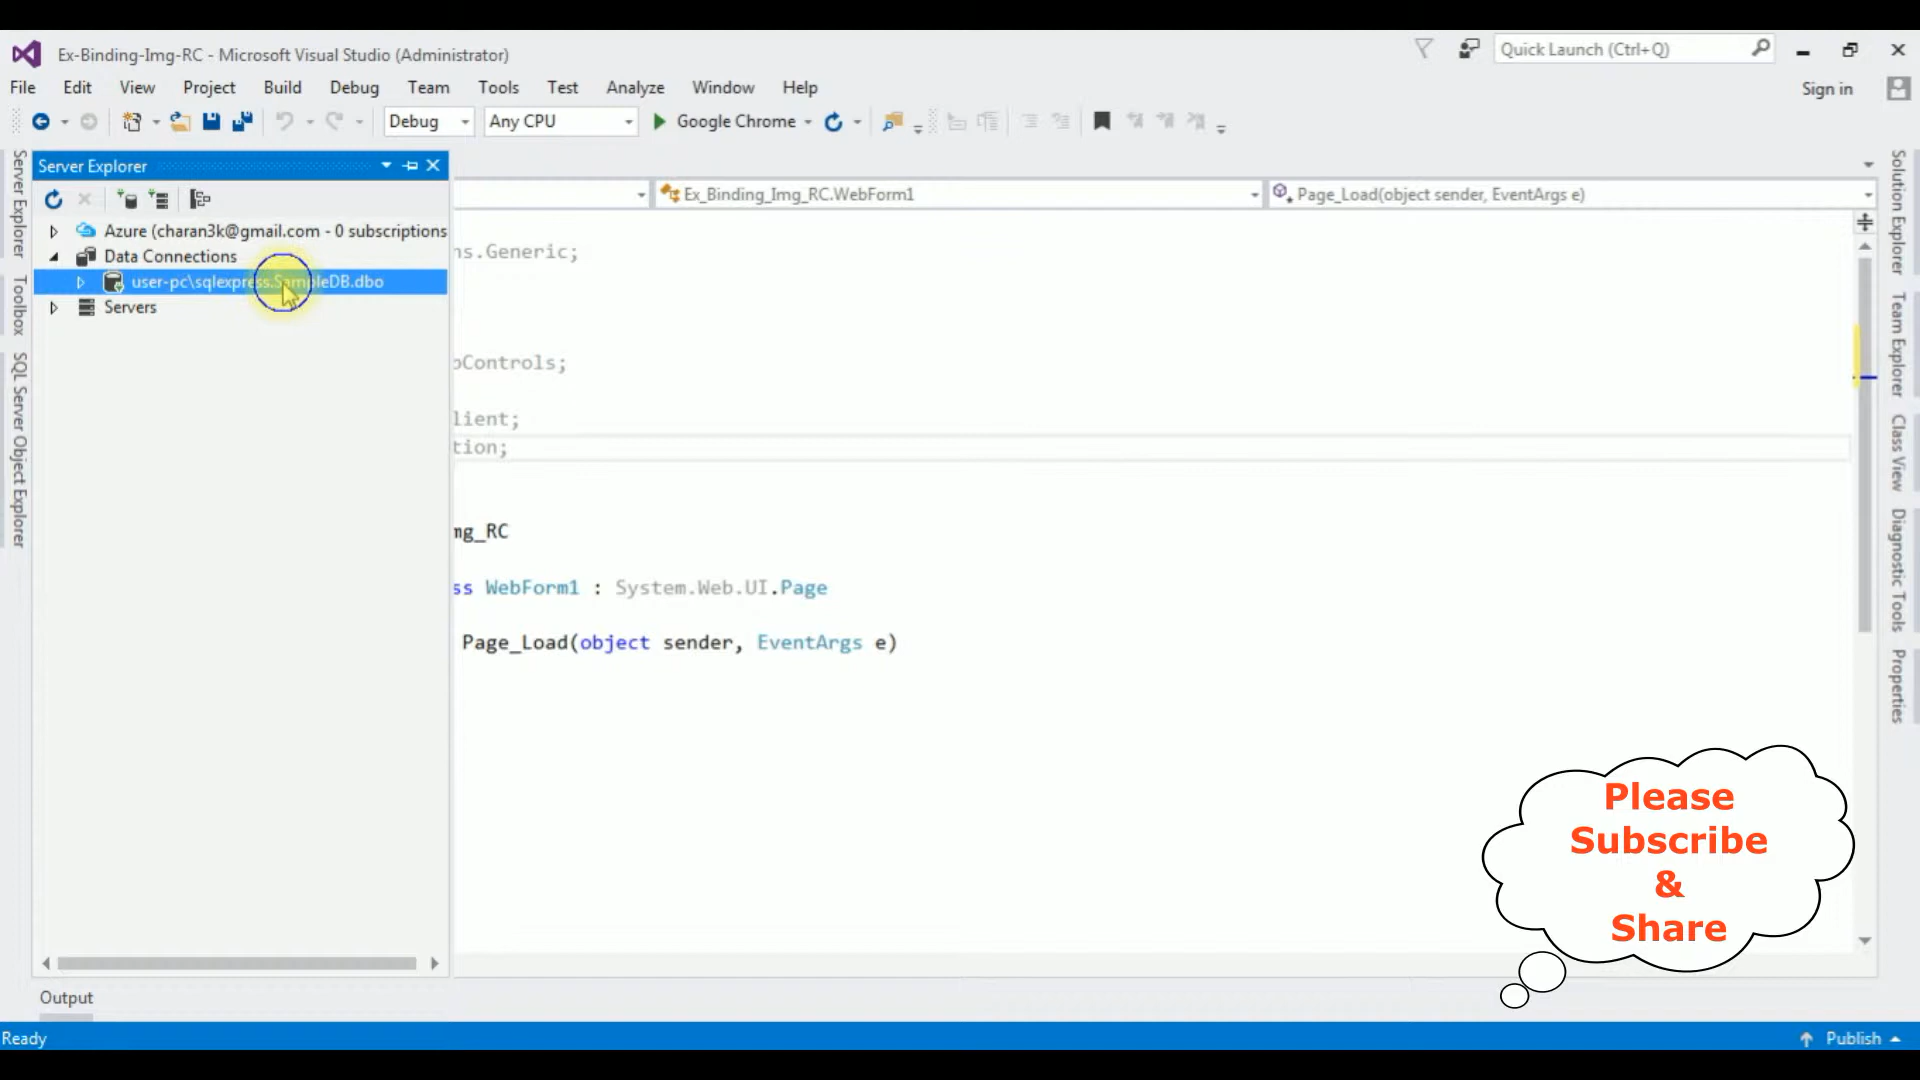 Ex-Binding-Img-RC - Microsoft Visual Studio (Administrator)
Quick Launch (Ctrl+Q)
File Edit View Project Build Debug Team Tools Test Analyze Window Help
Sign in
Debug Any CPU Google Chrome
Server Explorer
Ex_Binding_Img_RC.WebForm1
Page_Load(object sender, EventArgs e)
Azure (charan3k@gmail.com - 0 subscriptions
Data Connections
user-pc\sqlexpress.SampleDB.dbo
Servers
Server Explorer
Toolbox
SQL Server Object Explorer
ns.Generic;
oControls;
lient;
tion;
mg_RC
ss WebForm1 : System.Web.UI.Page
Page_Load(object sender, EventArgs e)
Solution Explorer
Team Explorer
Class View
Diagnostic Tools
Properties
Please
Subscribe
&
Share
Output
Ready
Publish